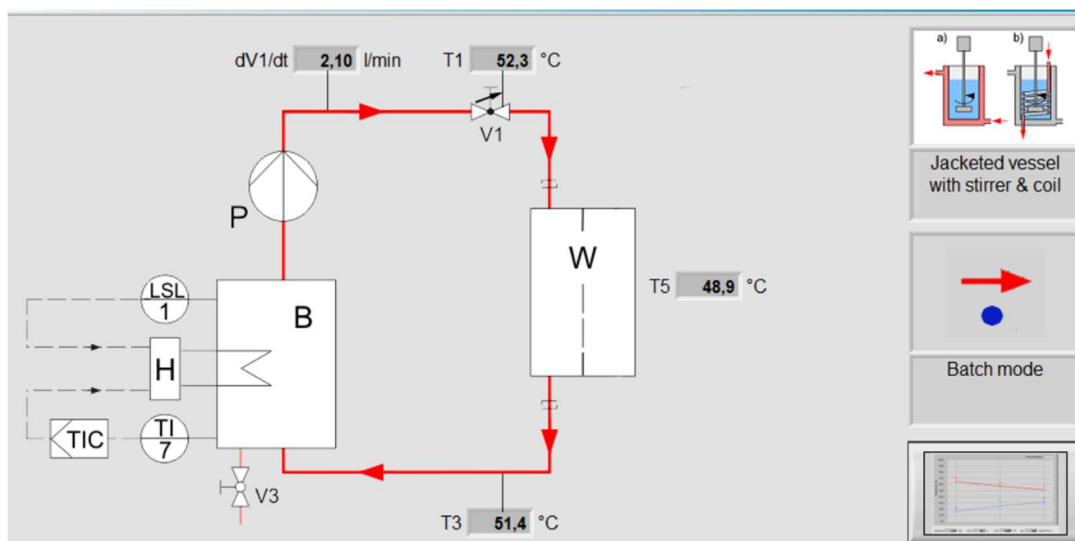 a) b)
dV1/dt 2,10 l/min
T1 52,3 °C
V1
Jacketed vessel
with stirrer & coil
P
W
T5 48,9 °C
LSL
1
B
H
Batch mode
TIC
TI
7
V3
T3 51,4 °C